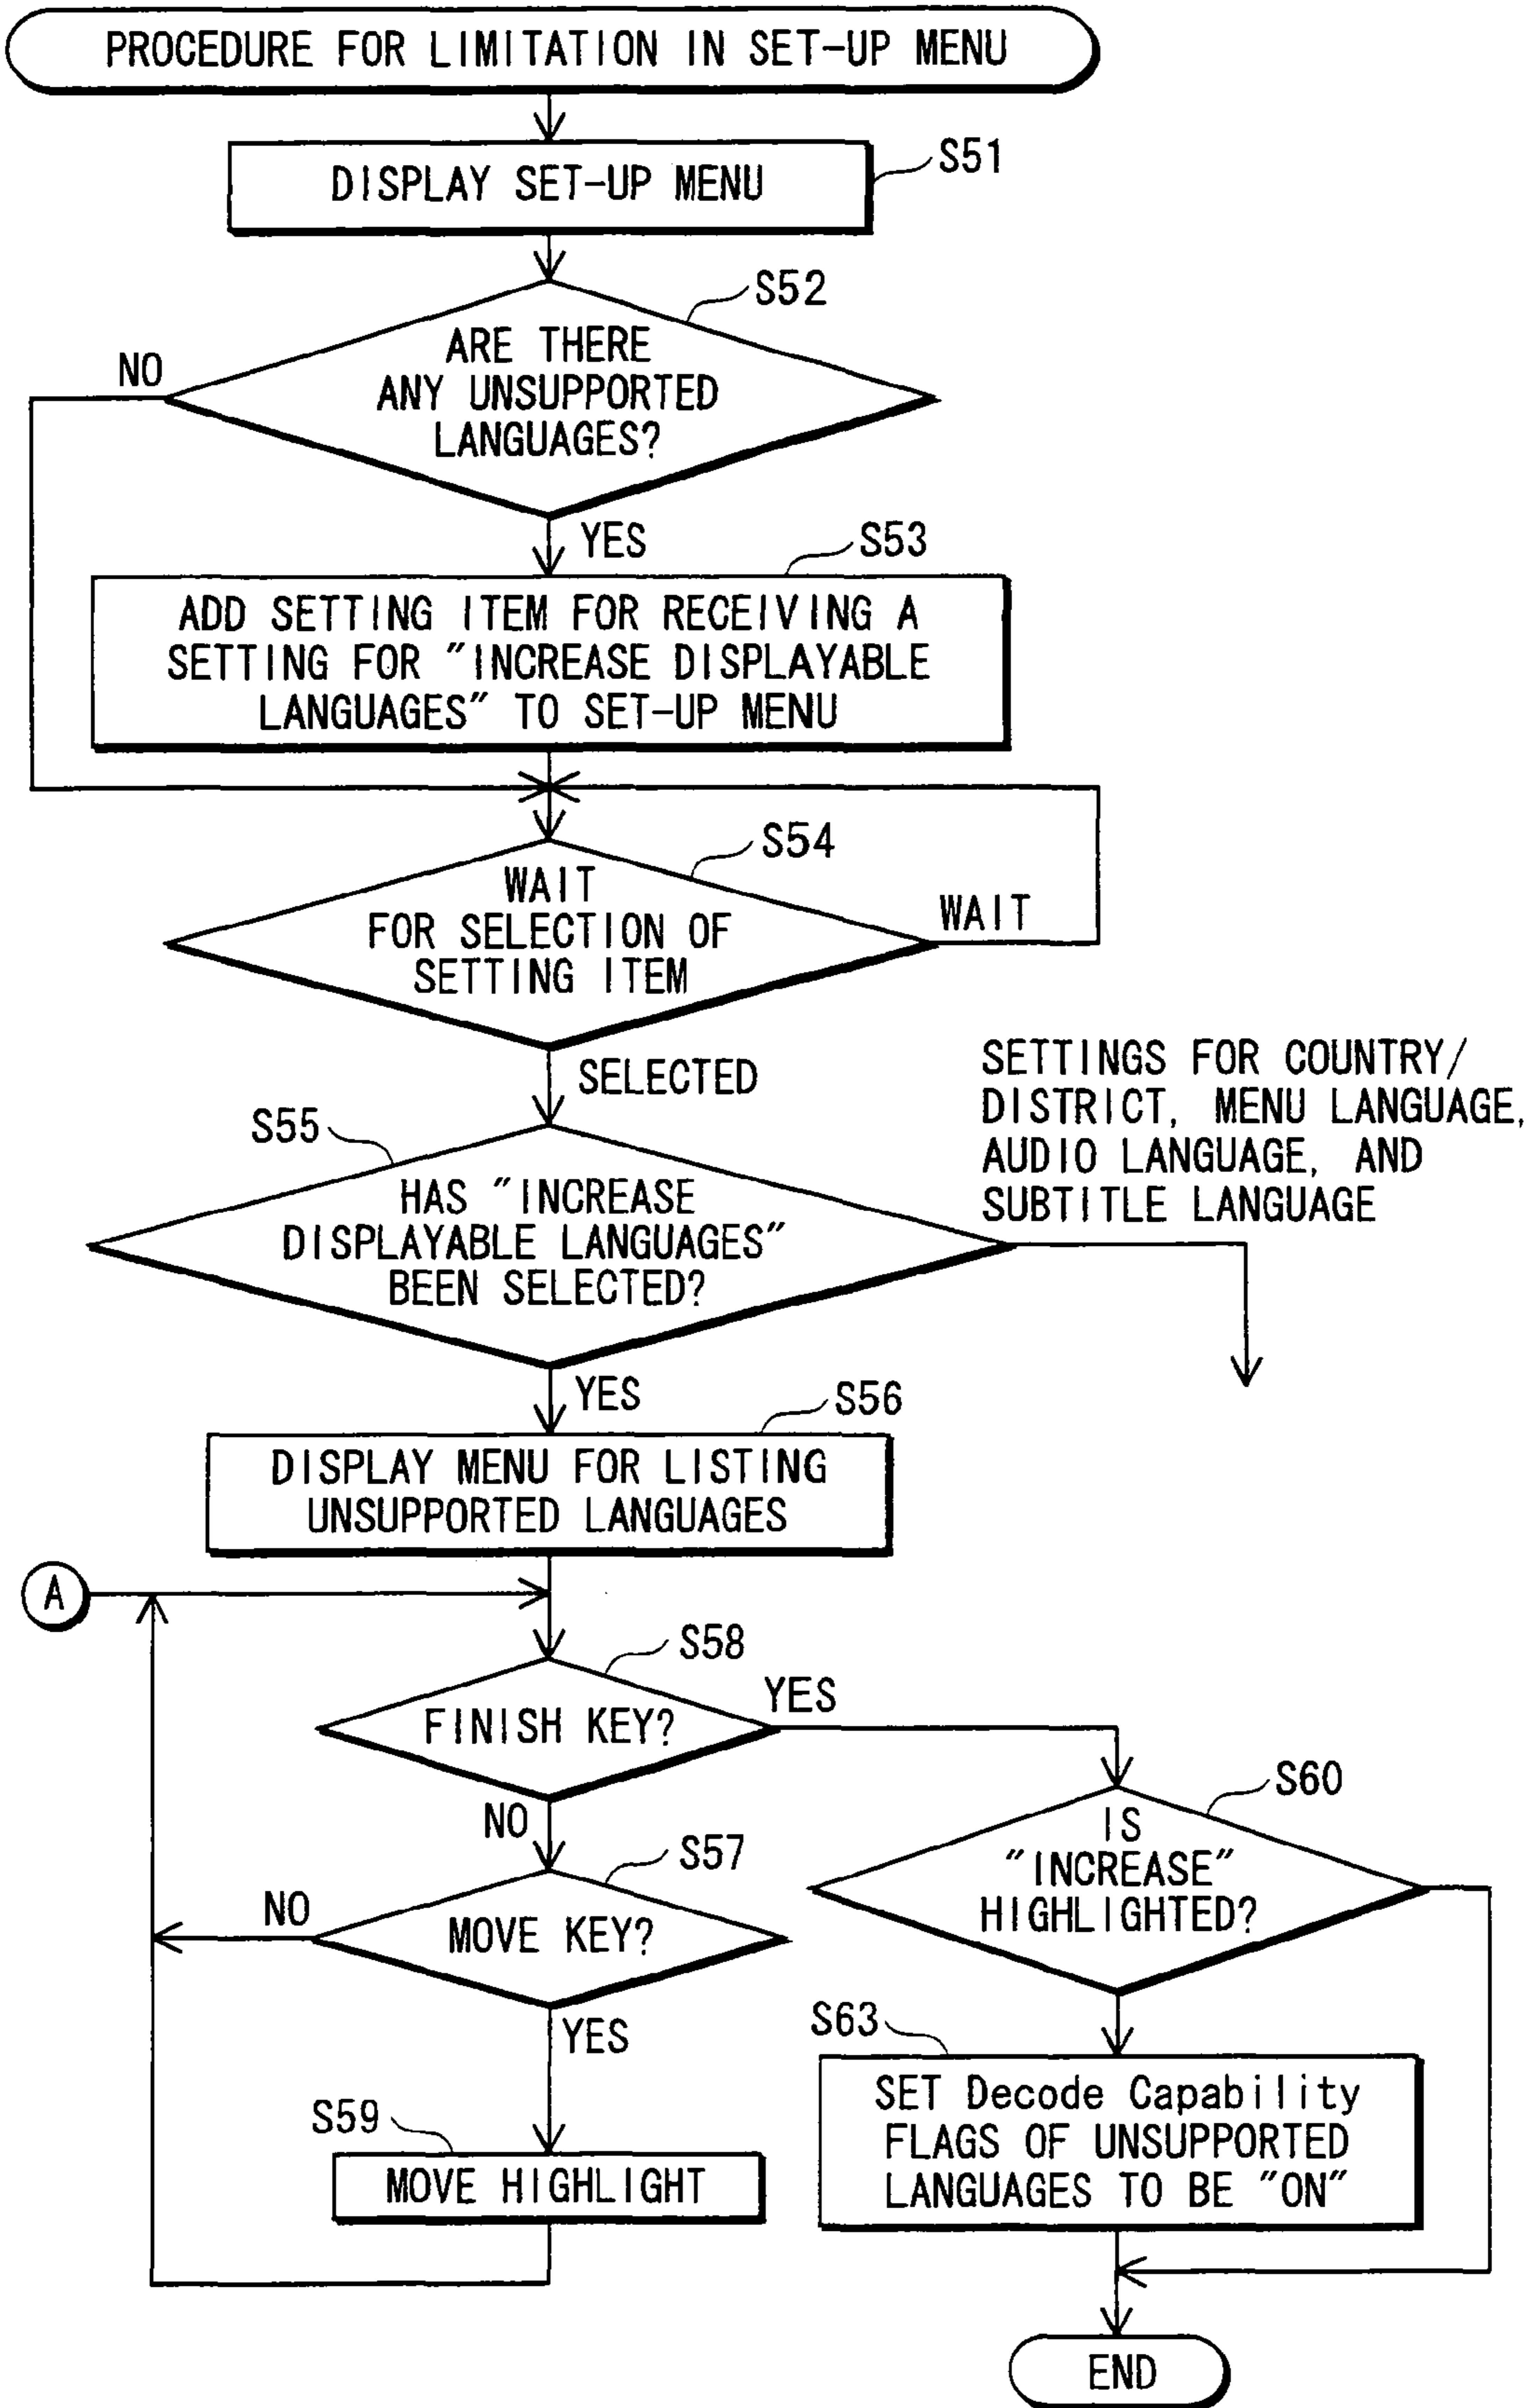 PROCEDURE FOR LIMITATION IN SET-UP MENU
DISPLAY SET-UP MENU
S51
S52
ARE THERE
ANY UNSUPPORTED
LANGUAGES?
NO
YES
S53
ADD SETTING ITEM FOR RECEIVING A
SETTING FOR "INCREASE DISPLAYABLE
LANGUAGES" TO SET-UP MENU
S54
WAIT
FOR SELECTION OF
SETTING ITEM
WAIT
SELECTED
SETTINGS FOR COUNTRY/
DISTRICT, MENU LANGUAGE,
AUDIO LANGUAGE, AND
SUBTITLE LANGUAGE
S55
HAS "INCREASE
DISPLAYABLE LANGUAGES"
BEEN SELECTED?
YES
S56
DISPLAY MENU FOR LISTING
UNSUPPORTED LANGUAGES
A
S58
FINISH KEY?
YES
NO
S57
MOVE KEY?
NO
YES
S59
MOVE HIGHLIGHT
S60
IS
"INCREASE"
HIGHLIGHTED?
S63
SET Decode Capability
FLAGS OF UNSUPPORTED
LANGUAGES TO BE "ON"
END